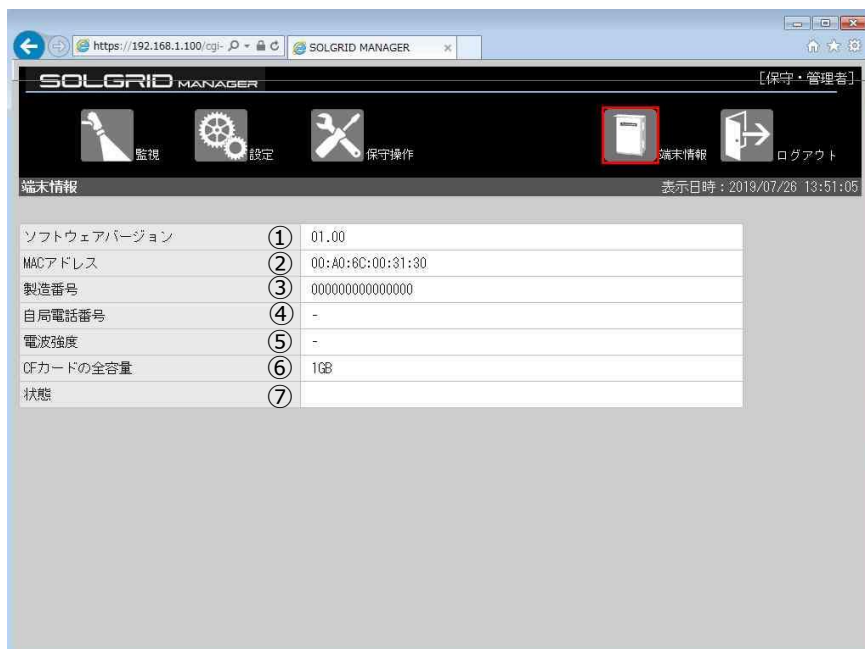 https://192.168.1.100/cgi-
SOLGRID MANAGER
SOLGRID MANAGER
[保守・管理者]
監視
設定
保守操作
端末情報
ログアウト
端末情報
表示日時：2019/07/26 13:51:05
ソフトウェアバージョン ① 01.00
MACアドレス ② 00:A0:6C:00:31:30
製造番号 ③ 000000000000000
自局電話番号 ④ -
電波強度 ⑤ -
CFカードの全容量 ⑥ 1GB
状態 ⑦